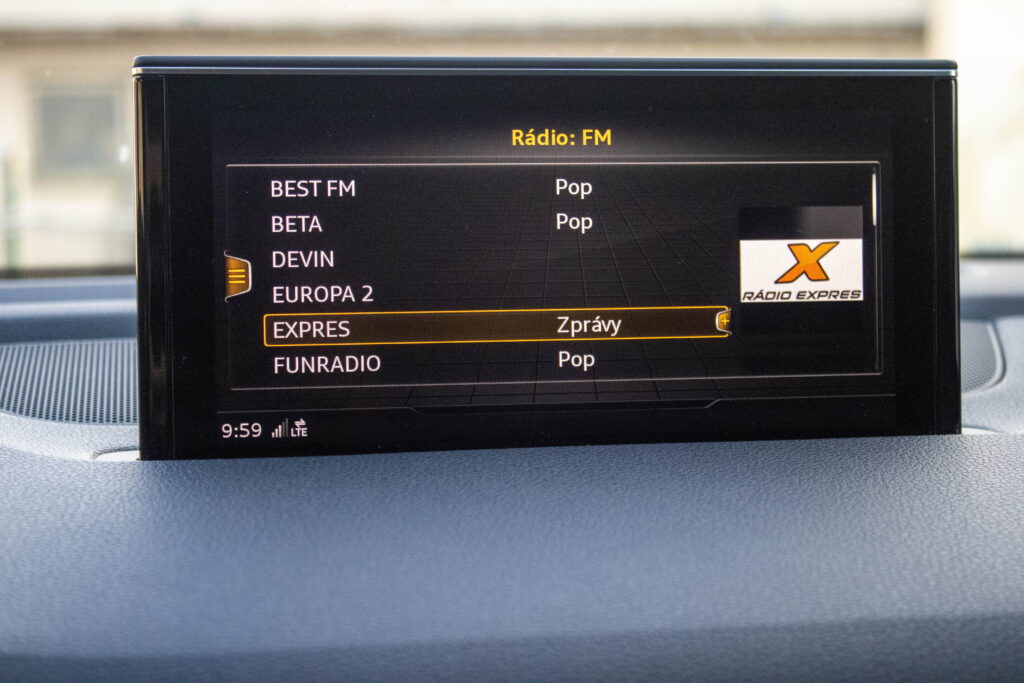 Rádio: FM
BEST FM Pop
BETA Pop
DEVIN
EUROPA 2
EXPRES Zprávy
FUNRADIO Pop
X
RÁDIO EXPRES
9:59 LTE